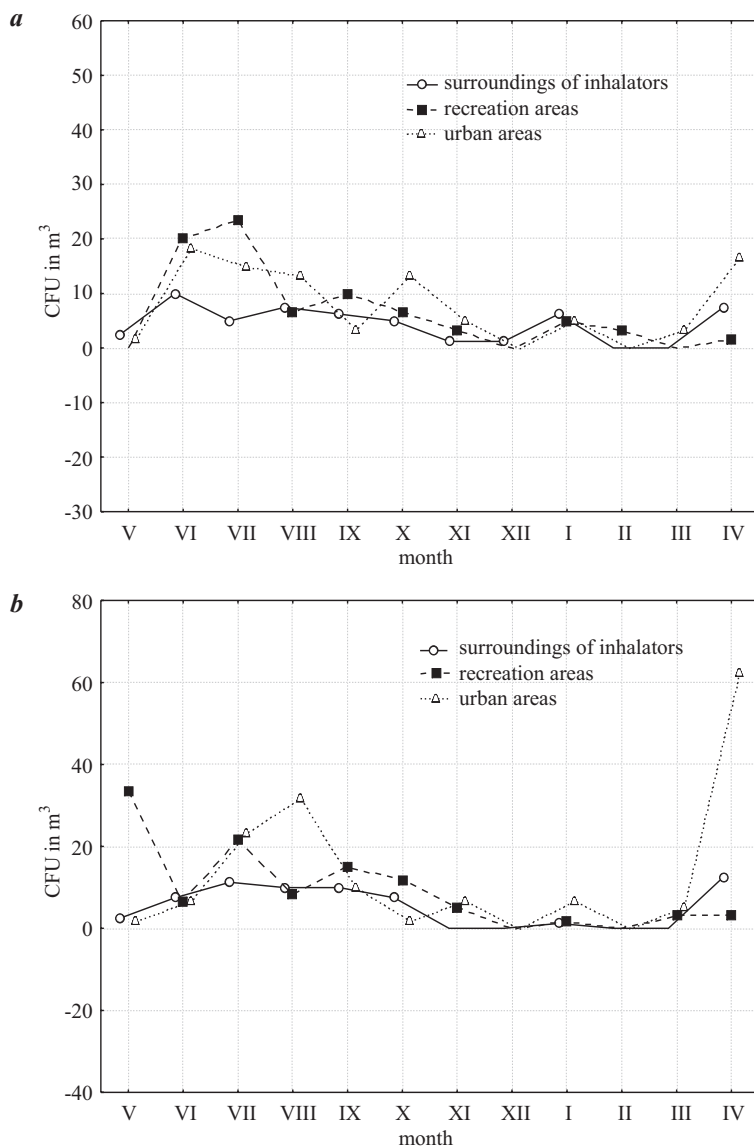 a
60
50
40
30
20
10
0
-10
-20
-30
CFU in m³
surroundings of inhalators
recreation areas
urban areas
V VI VII VIII IX X XI XII I II III IV
month
b
80
60
40
20
0
-20
-40
CFU in m³
surroundings of inhalators
recreation areas
urban areas
V VI VII VIII IX X XI XII I II III IV
month